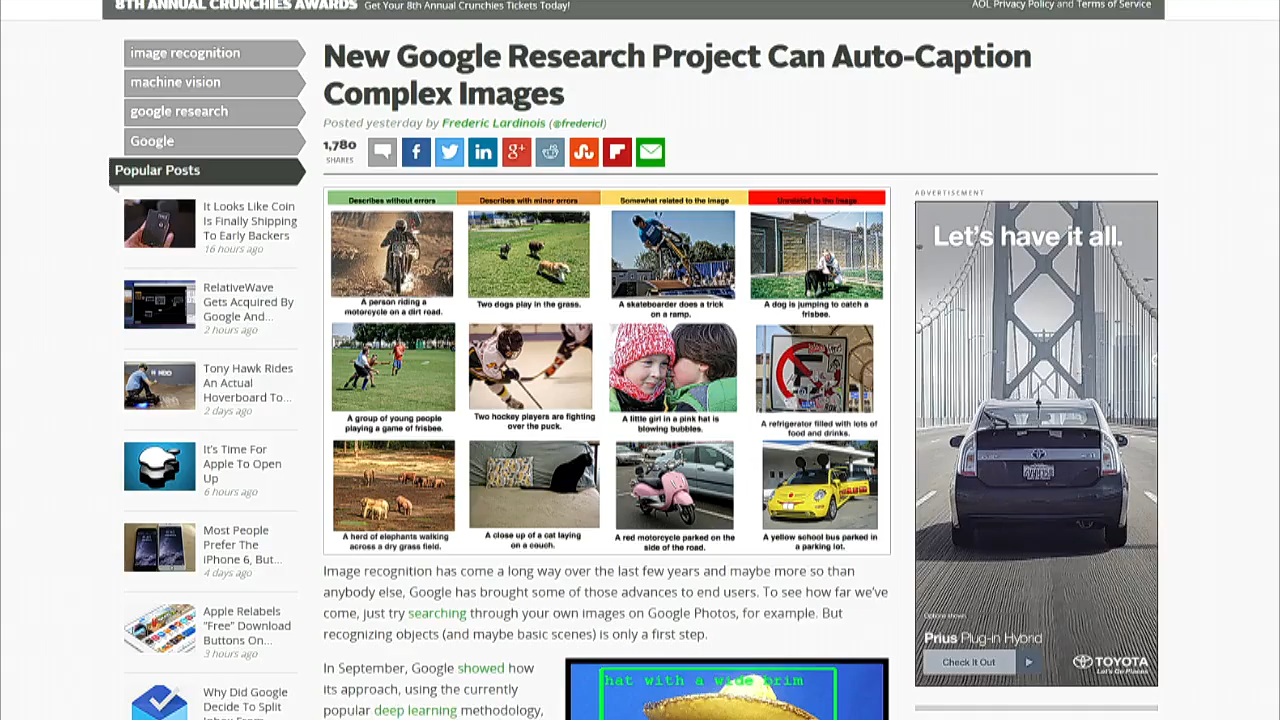 8TH ANNUAL CRUNCHIES AWARDS Get Your 8th Annual Crunchies Tickets Today!
AOL Privacy Policy and Terms of Service
image recognition
machine vision
google research
Google
Popular Posts
It Looks Like Coin
Is Finally Shipping
To Early Backers
16 hours ago
RelativeWave
Gets Acquired By
Google And...
2 hours ago
Tony Hawk Rides
An Actual
Hoverboard To...
2 days ago
It's Time For
Apple To Open
Up
6 hours ago
Most People
Prefer The
iPhone 6, But...
4 days ago
Apple Relabels
"Free" Download
Buttons On...
3 hours ago
Why Did Google
Decide To Split
Inbox From
New Google Research Project Can Auto-Caption
Complex Images
Posted yesterday by Frederic Lardinois (@fredericl)
1,780
SHARES
Describes without errors
Describes with minor errors
Somewhat related to the image
Unrelated to the image
A person riding a
motorcycle on a dirt road.
Two dogs play in the grass.
A skateboarder does a trick
on a ramp.
A dog is jumping to catch a
frisbee.
A group of young people
playing a game of frisbee.
Two hockey players are fighting
over the puck.
A little girl in a pink hat is
blowing bubbles.
A refrigerator filled with lots of
food and drinks.
A herd of elephants walking
across a dry grass field.
A close up of a cat laying
on a couch.
A red motorcycle parked on the
side of the road.
A yellow school bus parked in
a parking lot.
Image recognition has come a long way over the last few years and maybe more so than
anybody else, Google has brought some of those advances to end users. To see how far we've
come, just try searching through your own images on Google Photos, for example. But
recognizing objects (and maybe basic scenes) is only a first step.
In September, Google showed how
its approach, using the currently
popular deep learning methodology,
hat with a wide brim
ADVERTISEMENT
Let's have it all.
Options shown.
Prius Plug-in Hybrid
Check It Out
TOYOTA
Let's Go Places